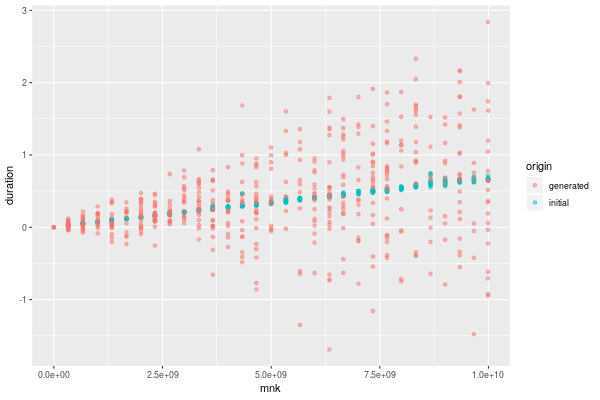 3
2
1
0
-1
duration
0.0e+00
2.5e+09
5.0e+09
7.5e+09
1.0e+10
mnk
origin
generated
initial